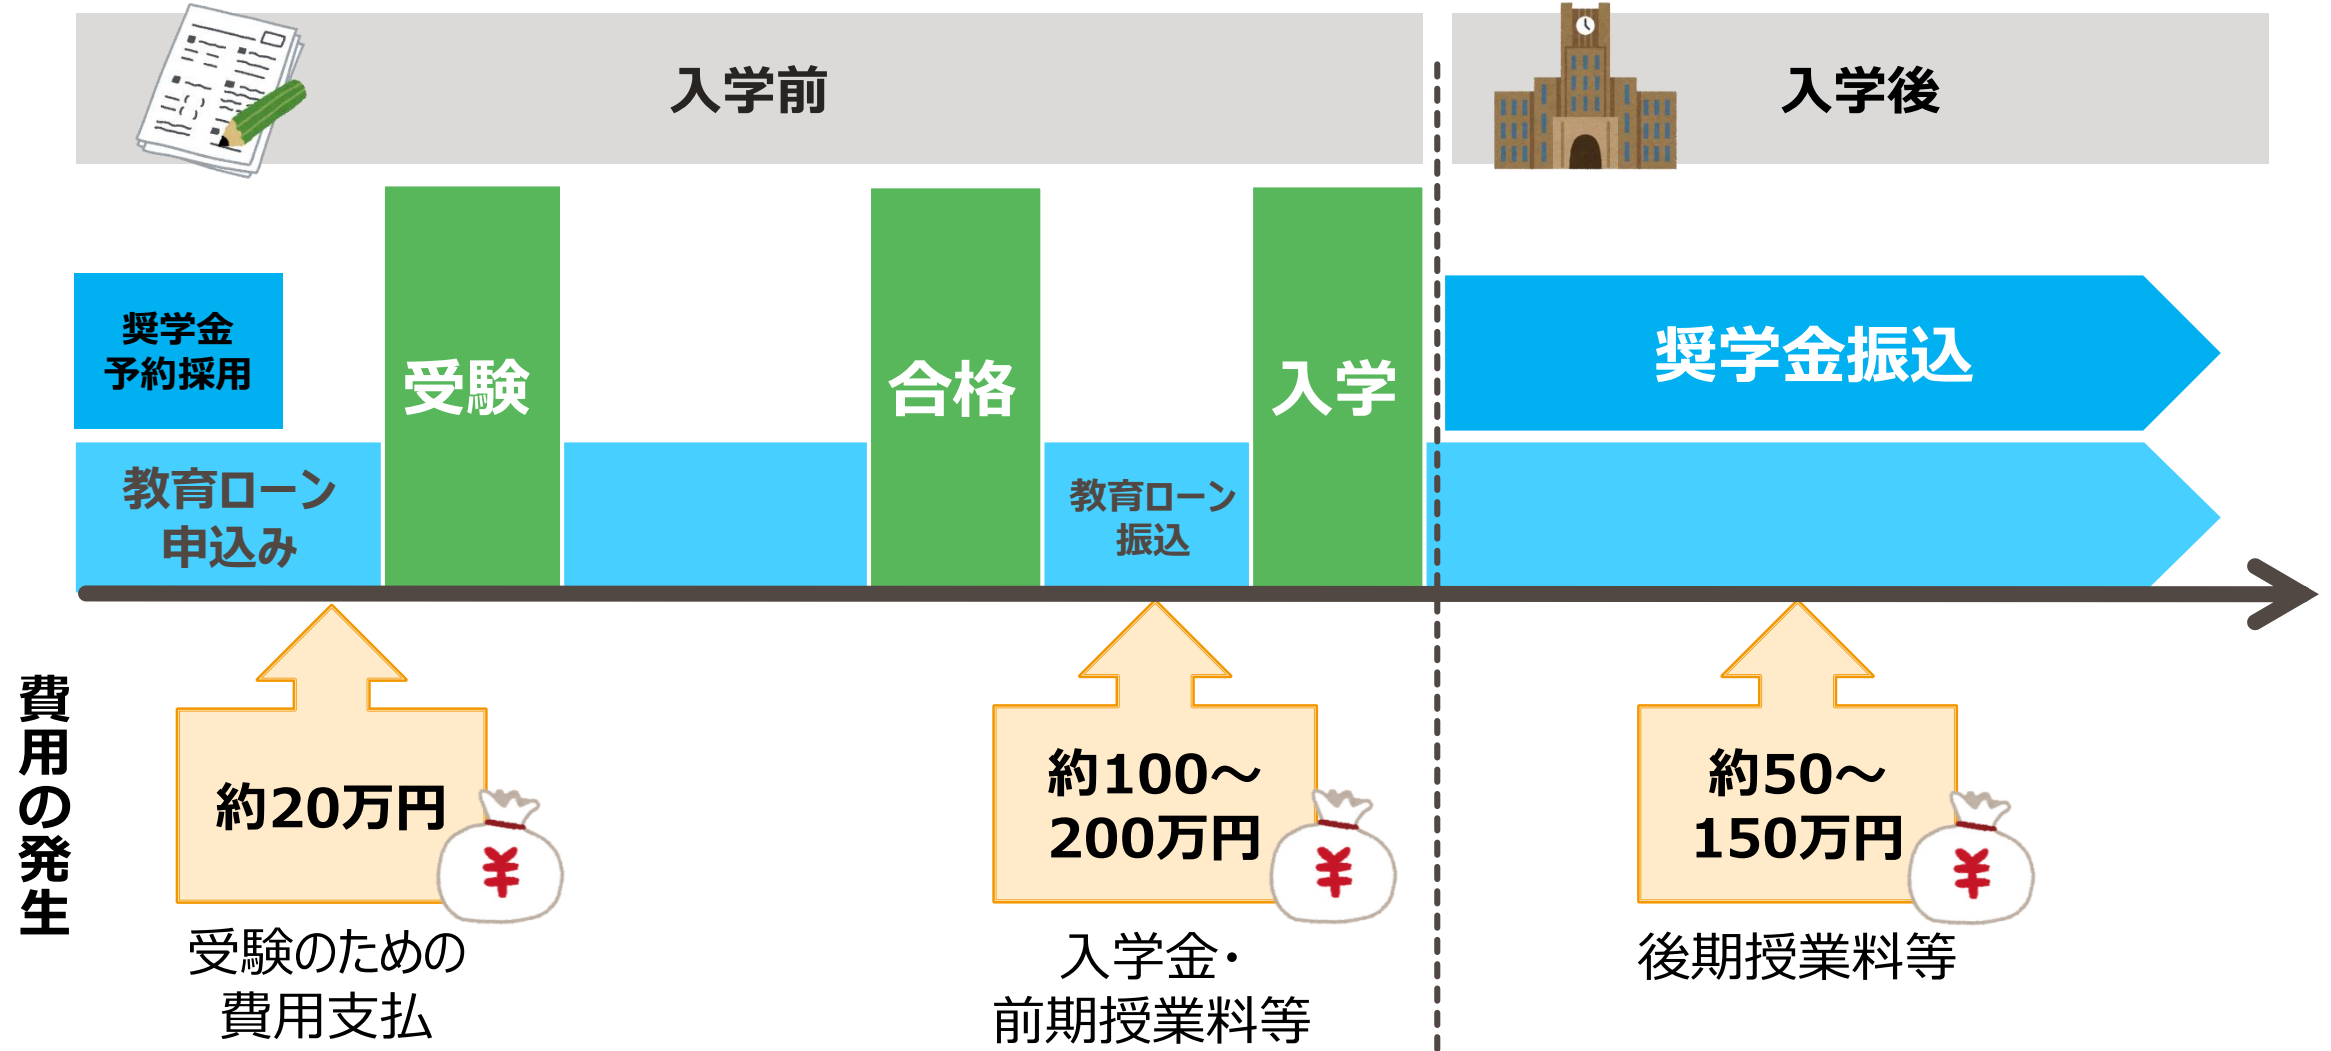 入学前
入学後
奨学金
予約採用
受験
合格
入学
奨学金振込
教育ローン
申込み
教育ローン
振込
費用の発生
約20万円
¥
約100～
200万円
¥
約50～
150万円
¥
受験のための
費用支払
入学金・
前期授業料等
後期授業料等